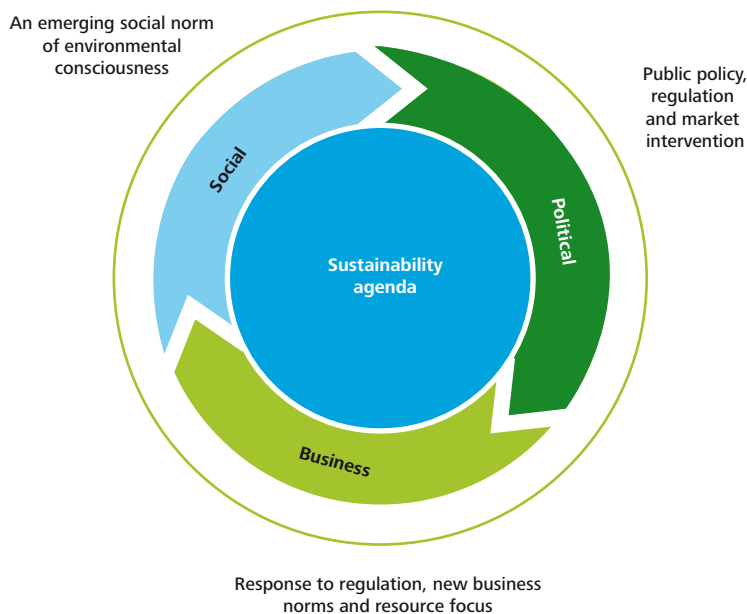 An emerging social norm
of environmental
consciousness
Public policy,
regulation
and market
intervention
Social
Political
Sustainability
agenda
Business
Response to regulation, new business
norms and resource focus